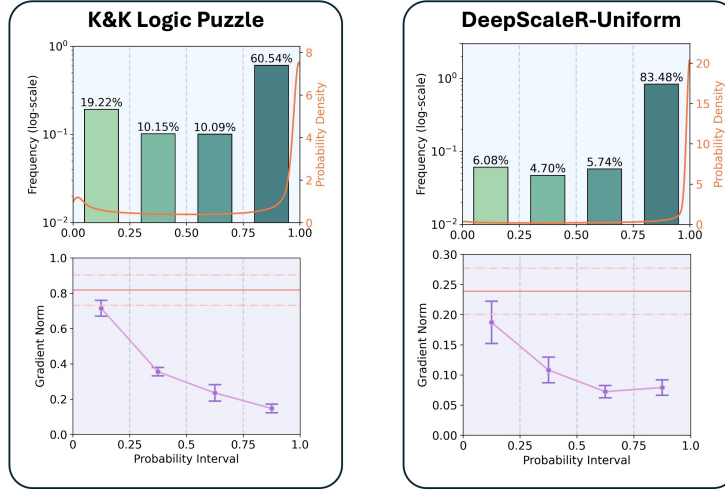 K&K Logic Puzzle
10⁰
10⁻¹
10⁻²
Frequency (log-scale)
19.22%
10.15%
10.09%
60.54%
8
6
4
2
0
Probability Density
0.00 0.25 0.50 0.75 1.00
1.0
0.8
0.6
0.4
0.2
0.0
Gradient Norm
0 0.25 0.5 0.75 1.0
Probability Interval
DeepScaleR-Uniform
10⁰
10⁻¹
10⁻²
Frequency (log-scale)
6.08%
4.70%
5.74%
83.48%
20
15
10
5
0
Probability Density
0.00 0.25 0.50 0.75 1.00
0.30
0.25
0.20
0.15
0.10
0.05
0.00
Gradient Norm
0 0.25 0.5 0.75 1.0
Probability Interval